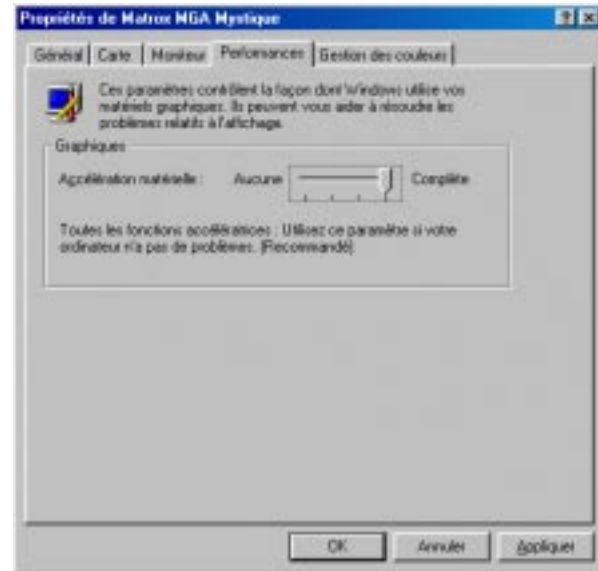 Propriétés de Matrox MGA Mystique
Général Carte Moniteur Performances Gestion des couleurs
Ces paramètres contrôlent la façon dont Windows utilise vos
matériels graphiques. Ils peuvent vous aider à résoudre les
problèmes relatifs à l'affichage.
Graphiques
Accélération matérielle : Aucune Complète
Toutes les fonctions accélératrices : Utilisez ce paramètre si votre
ordinateur n'a pas de problèmes. (Recommandé)
OK Annuler Appliquer